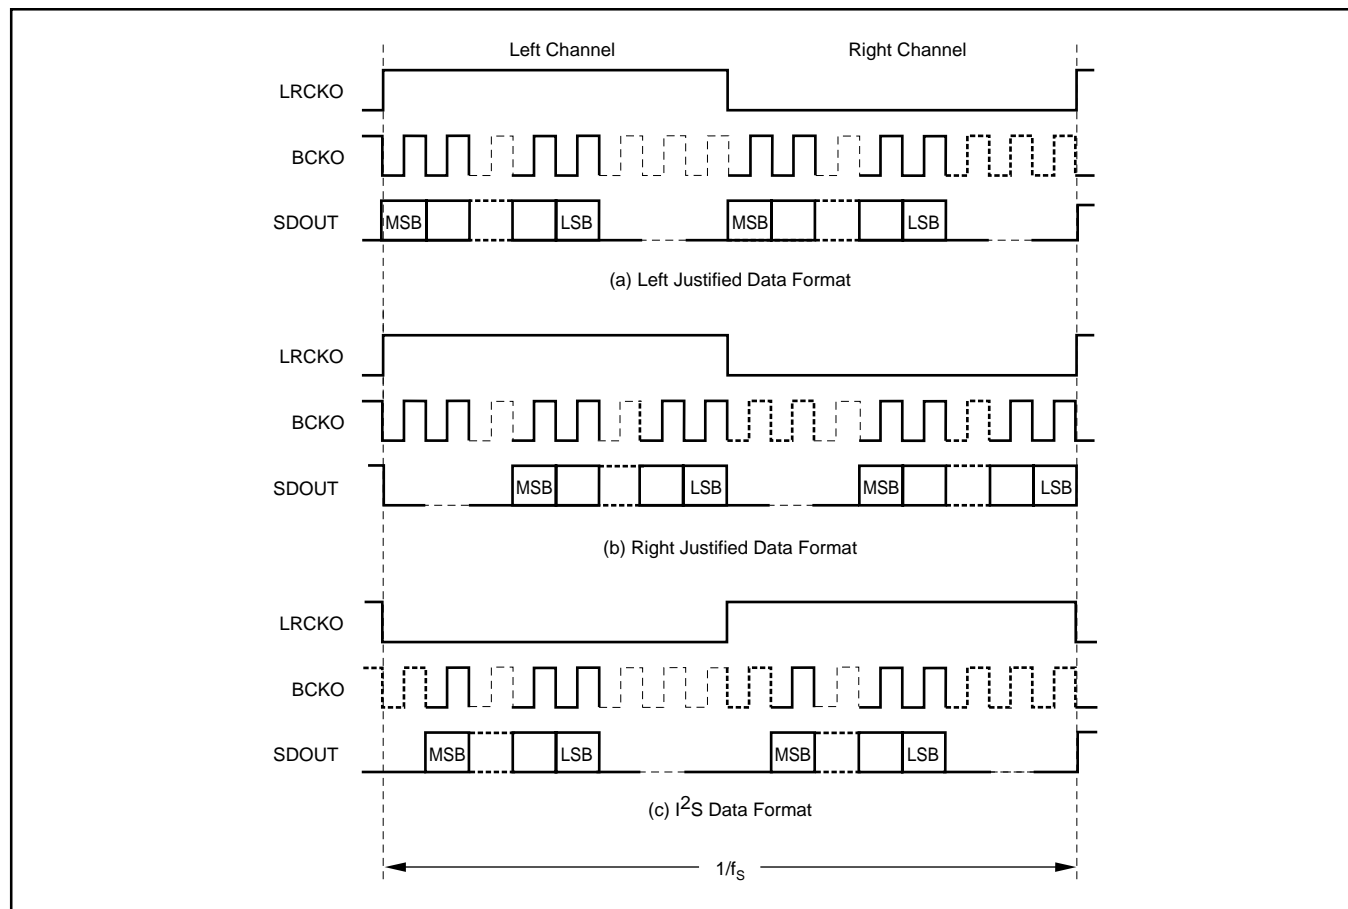 Left Channel Right Channel
LRCKO
BCKO
SDOUT MSB LSB MSB LSB
(a) Left Justified Data Format
LRCKO
BCKO
SDOUT MSB LSB MSB LSB
(b) Right Justified Data Format
LRCKO
BCKO
SDOUT MSB LSB MSB LSB
(c) I²S Data Format
1/fS